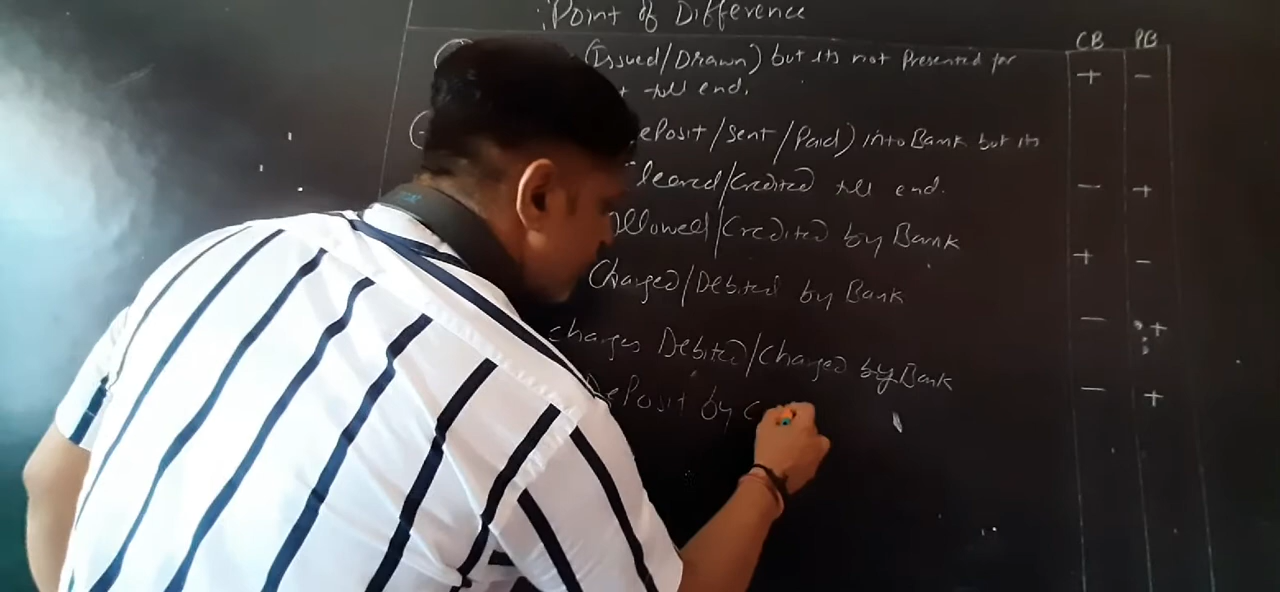 Point of Difference
CB PB
(Issued/Drawn) but its not Presented for
+ -
till end.
eposit/sent/Paid) into Bank but its
Cleared/Credited till end.
- +
llowed/Credited by Bank
+ -
Charged/Debited by Bank
- +
charges Debited/Charged by Bank
- +
Deposit by C